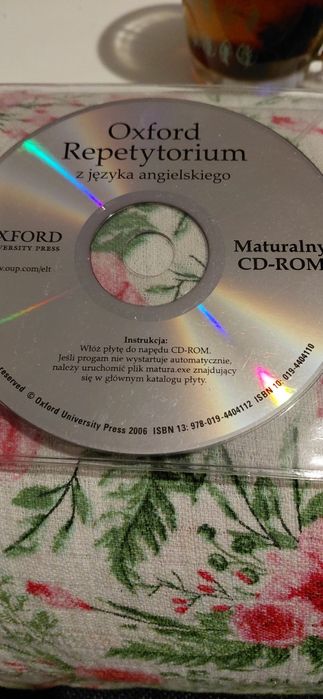 Oxford
Repetytorium
z języka angielskiego
OXFORD
UNIVERSITY PRESS
www.oup.com/elt
Maturalny
CD-ROM
Instrukcja:
Włóż płytę do napędu CD-ROM.
Jeśli progam nie wystartuje automatycznie,
należy uruchomić plik matura.exe znajdujący
się w głównym katalogu płyty.
reserved © Oxford University Press 2006 ISBN 13: 978-019-4404112 ISBN 10: 019-4404110